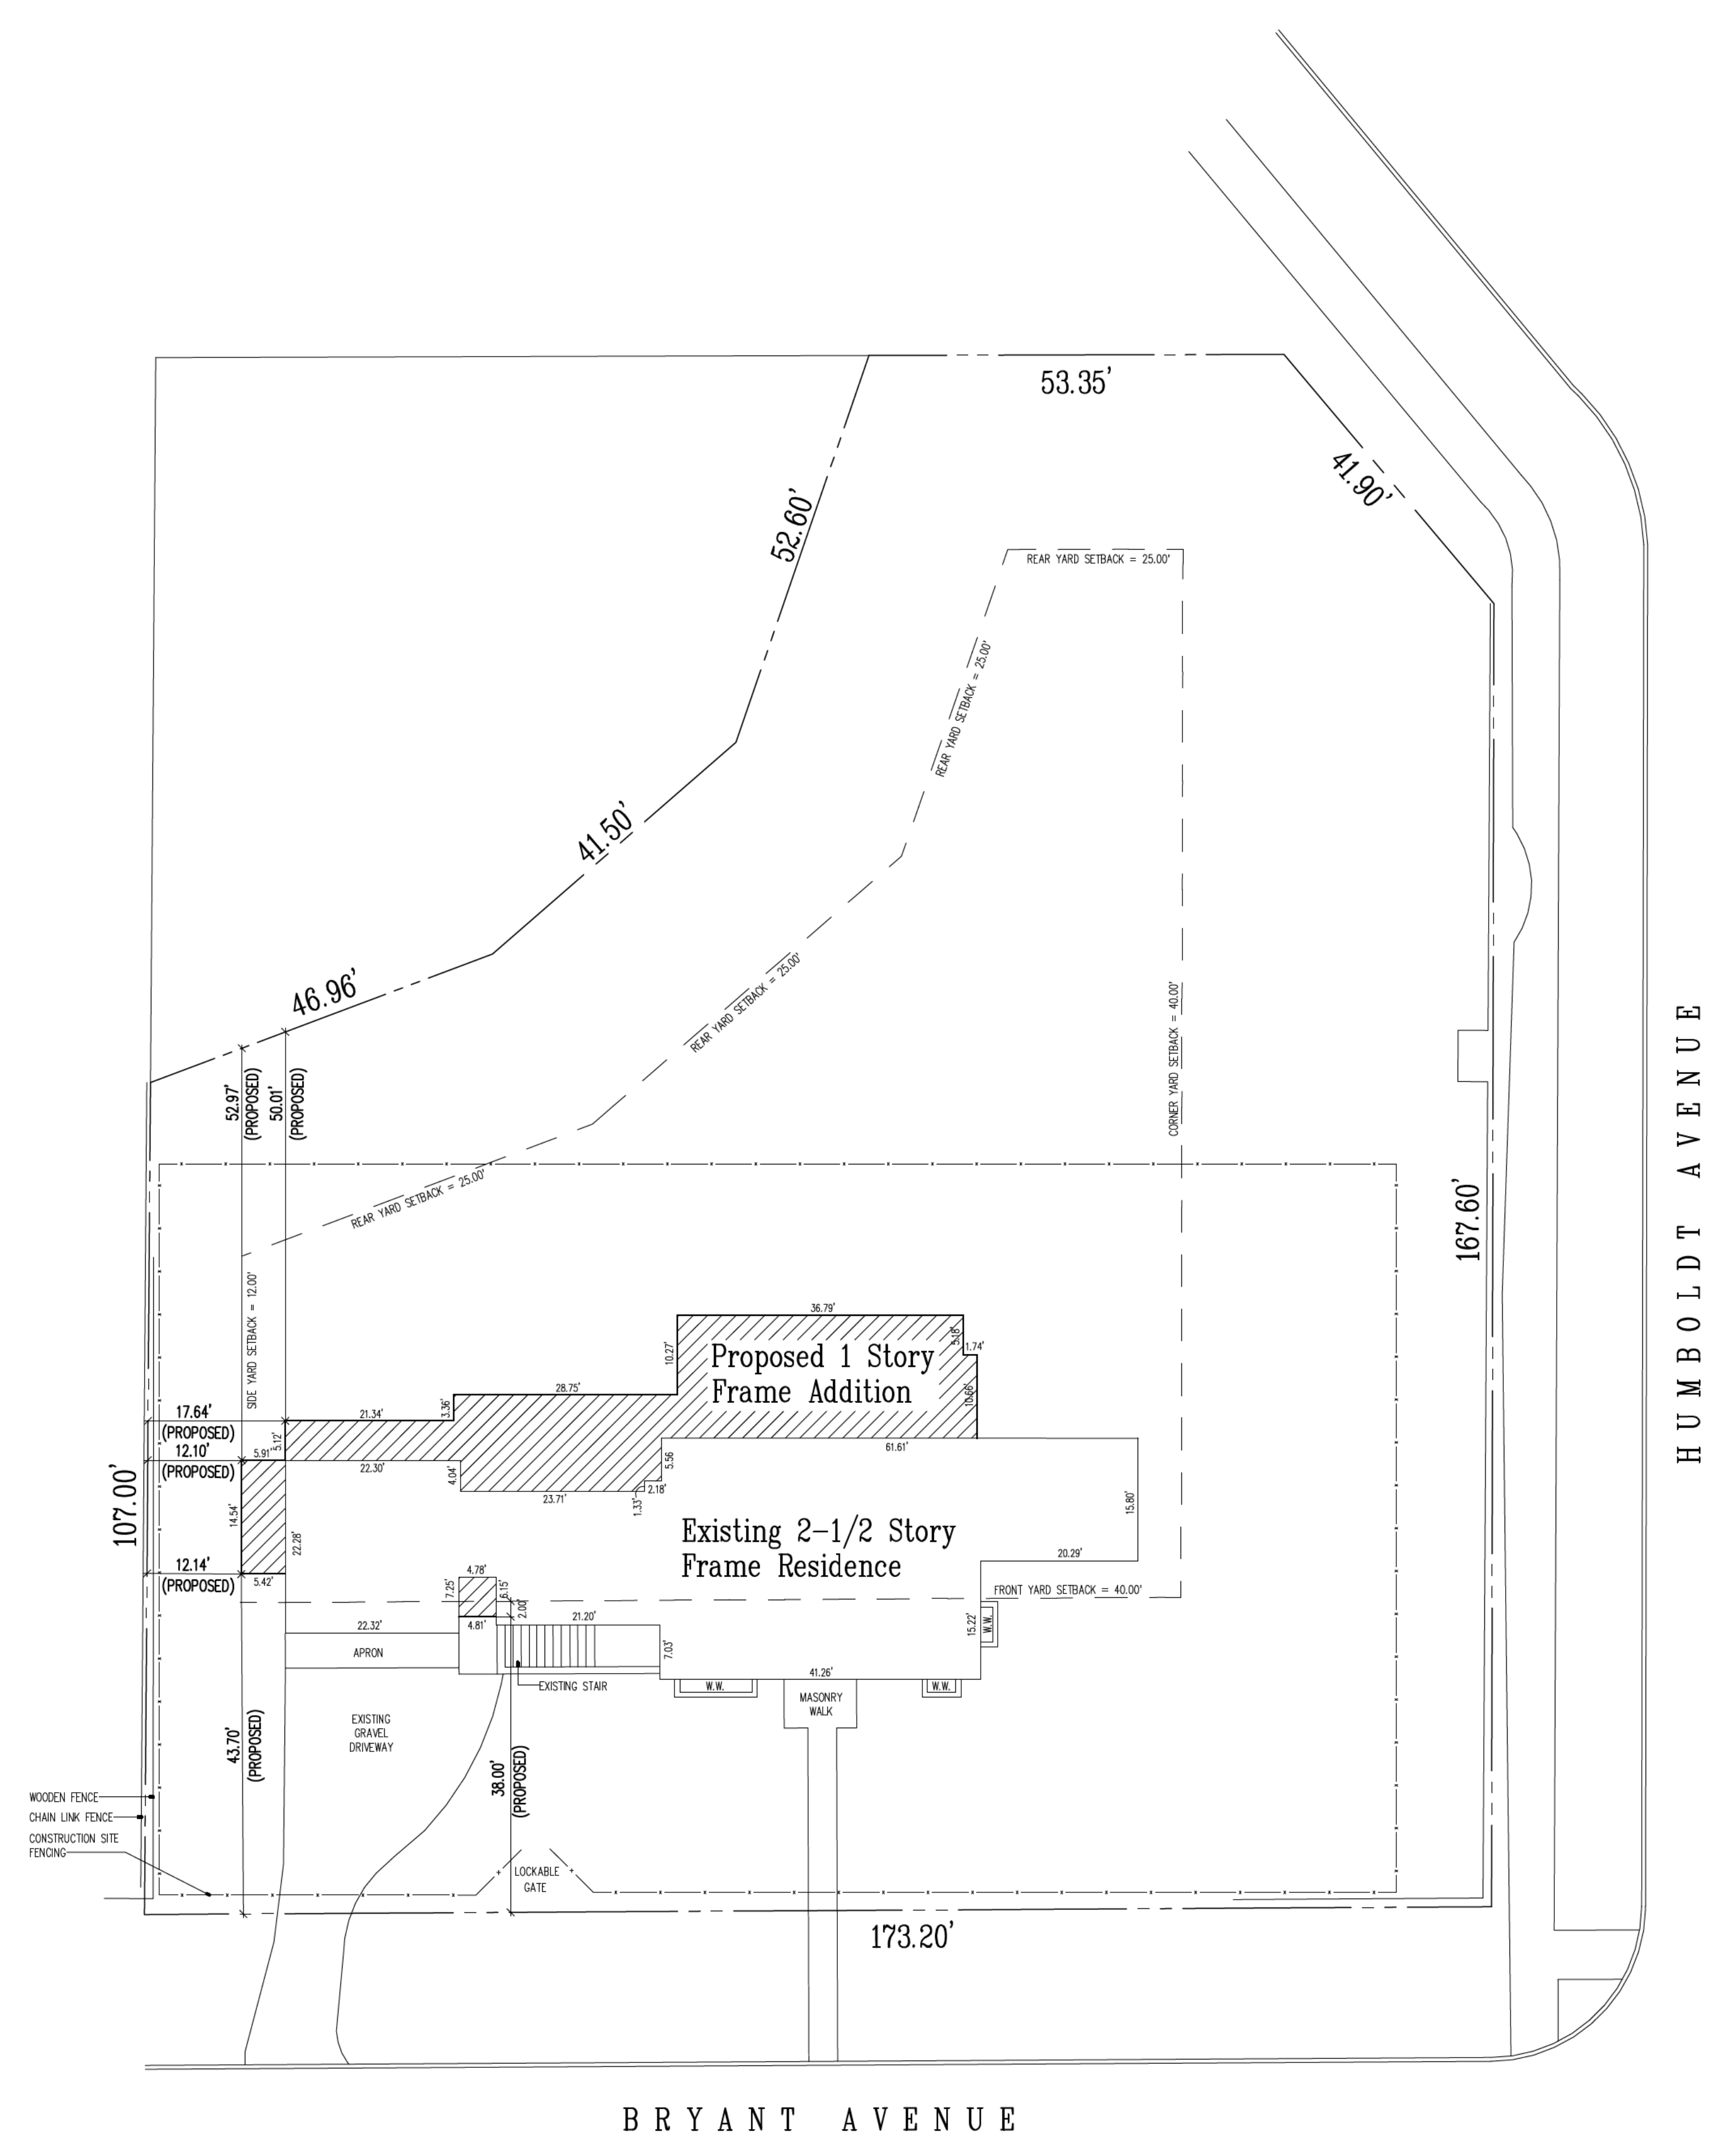 53.35'
41.90'
52.60'
REAR YARD SETBACK = 25.00'
REAR YARD SETBACK = 25.00'
41.50'
REAR YARD SETBACK = 25.00'
46.96'
52.97'
(PROPOSED)
50.01'
(PROPOSED)
REAR YARD SETBACK = 25.00'
CORNER YARD SETBACK = 40.00'
HUMBOLDT AVENUE
167.60'
SIDE YARD SETBACK = 12.00'
36.79'
5.18'
1.74'
10.27'
Proposed 1 Story
Frame Addition
10.66'
28.75'
3.36'
21.34'
17.64'
(PROPOSED)
5.12'
5.91'
12.10'
(PROPOSED)
22.30'
4.04'
23.71'
1.33'
2.18'
5.56
61.61'
15.80'
107.00'
14.54'
22.28'
Existing 2-1/2 Story
Frame Residence
20.29'
12.14'
(PROPOSED)
5.42'
4.78'
7.25'
6.15'
2.00'
4.81'
21.20'
FRONT YARD SETBACK = 40.00'
15.22'
W.W.
22.32'
APRON
7.03'
41.26'
EXISTING STAIR
W.W.
W.W.
MASONRY
WALK
EXISTING
GRAVEL
DRIVEWAY
43.70'
(PROPOSED)
38.00'
(PROPOSED)
WOODEN FENCE
CHAIN LINK FENCE
CONSTRUCTION SITE
FENCING
LOCKABLE
GATE
173.20'
BRYANT AVENUE